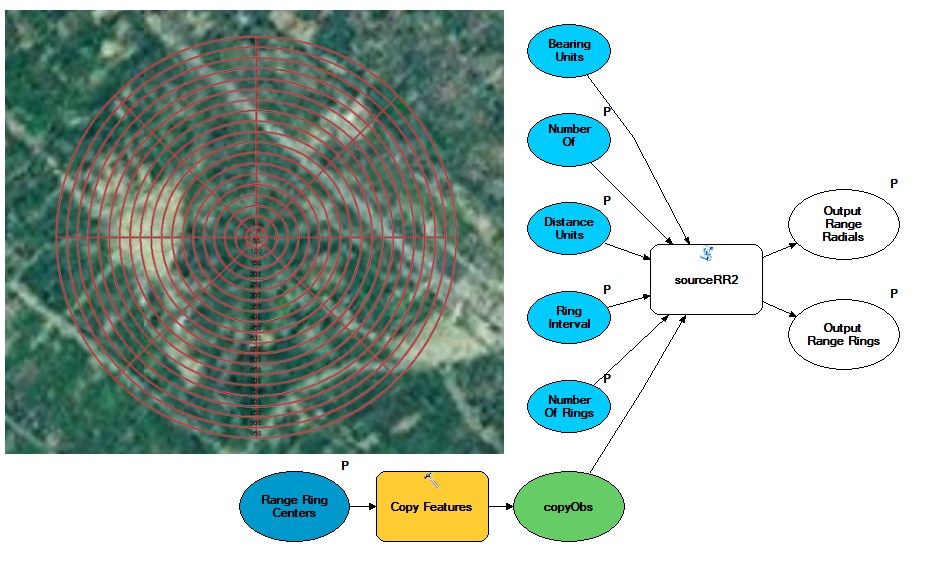 Bearing
Units
P
Number
Of
P
Distance
Units
P
Ring
Interval
P
Number
Of Rings
sourceRR2
P
Output
Range
Radials
P
Output
Range Rings
P
Range Ring
Centers
Copy Features
copyObs